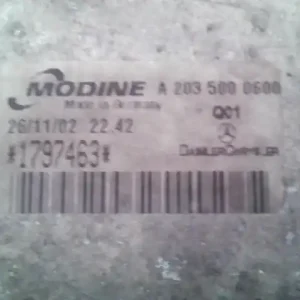 MODINE A 203 500 0600
Made in Germany Q01
26/11/02 22.42
*1797463* DAIMLERCHRYSLER